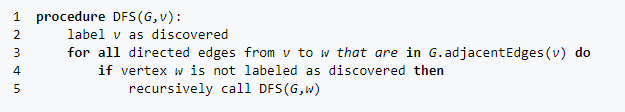 1 procedure DFS(G,v):
2     label v as discovered
3     for all directed edges from v to w that are in G.adjacentEdges(v) do
4         if vertex w is not labeled as discovered then
5             recursively call DFS(G,w)